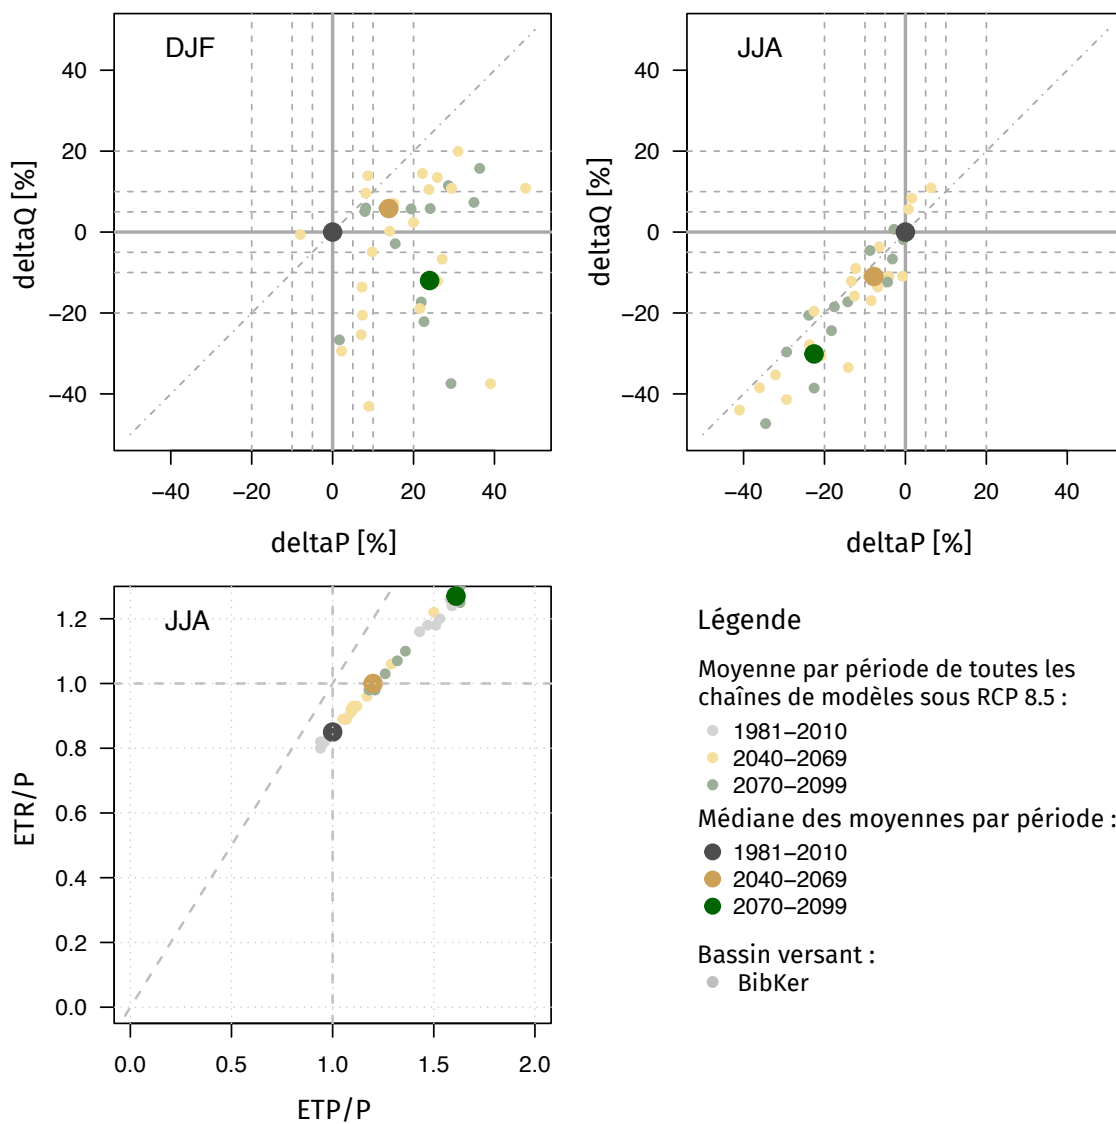 DJF
40
20
0
−20
−40
deltaQ [%]
−40 −20 0 20 40
deltaP [%]
JJA
40
20
0
−20
−40
deltaQ [%]
−40 −20 0 20 40
deltaP [%]
JJA
1.2
1.0
0.8
0.6
0.4
0.2
0.0
ETR/P
0.0 0.5 1.0 1.5 2.0
ETP/P
Légende
Moyenne par période de toutes les
chaînes de modèles sous RCP 8.5 :
1981−2010
2040−2069
2070−2099
Médiane des moyennes par période :
1981−2010
2040−2069
2070−2099
Bassin versant :
BibKer